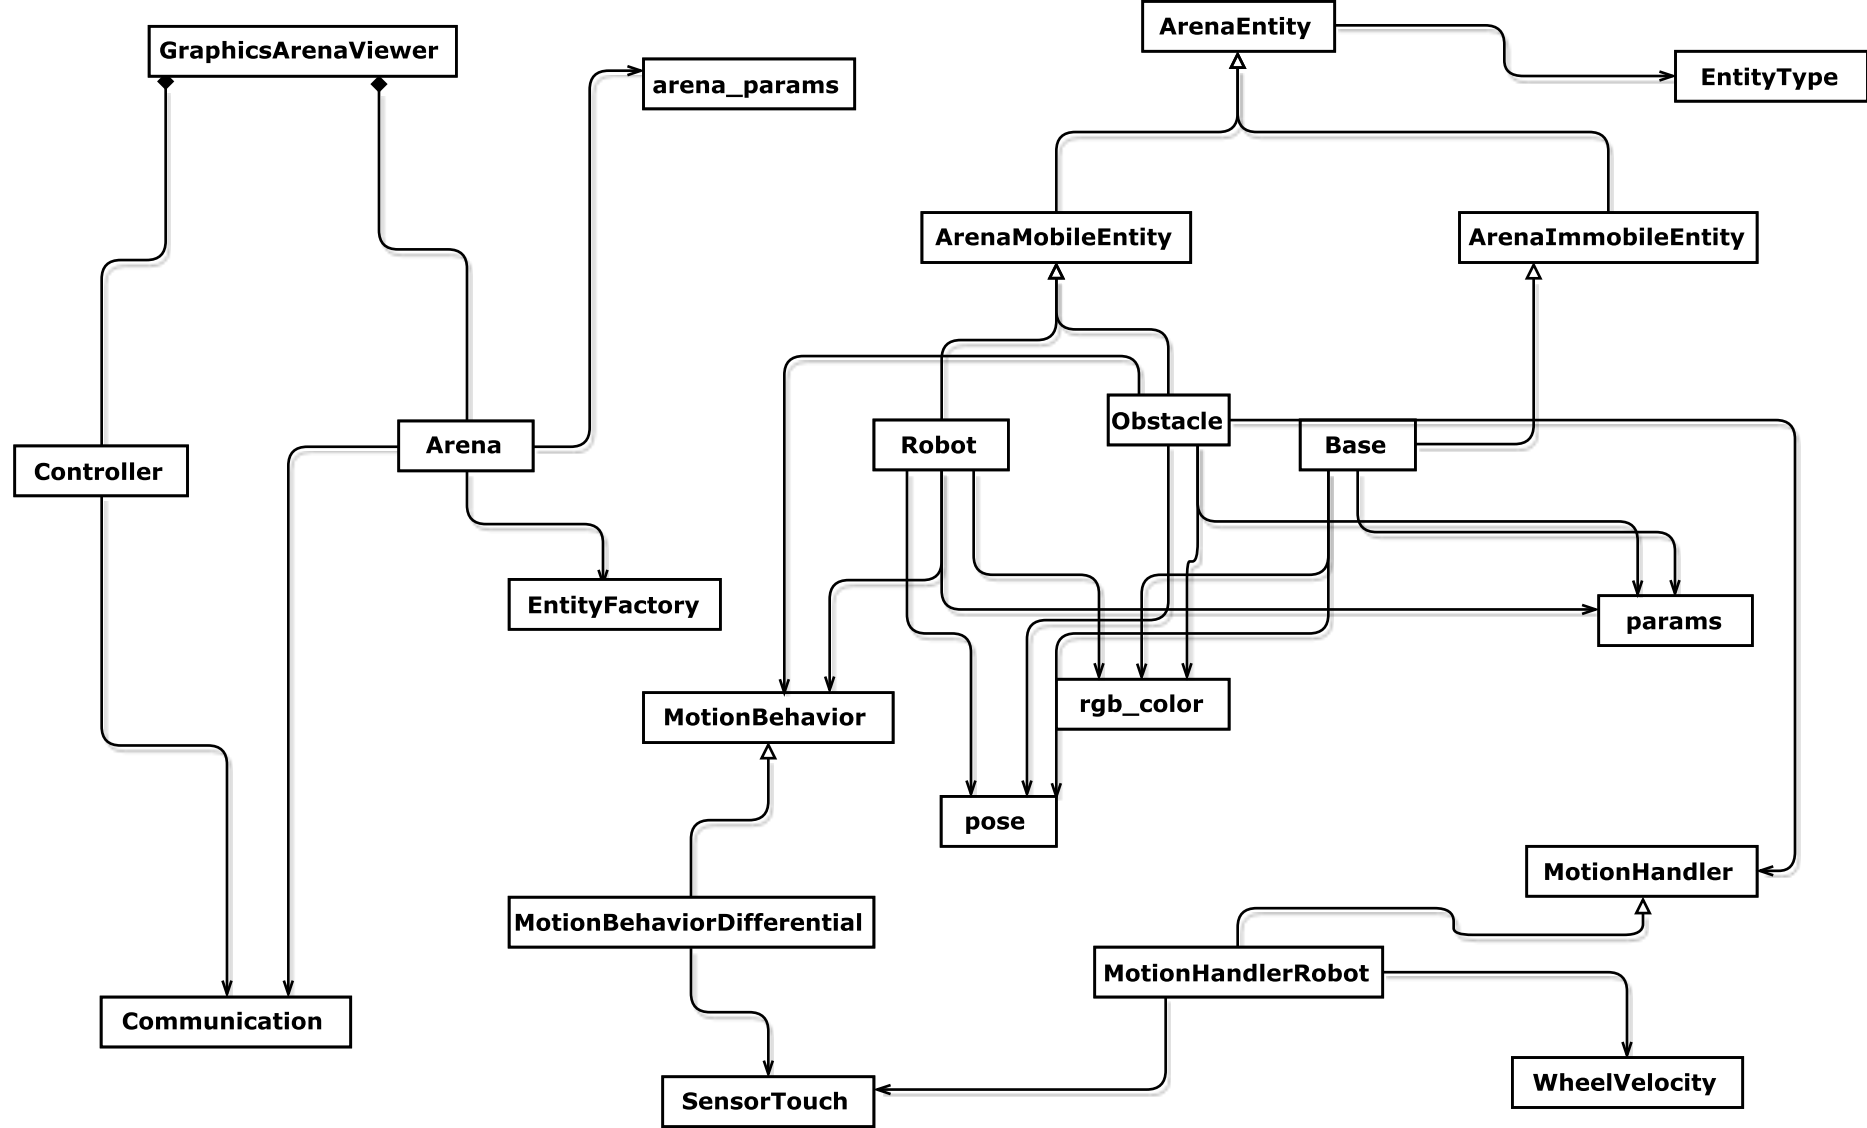 ArenaEntity
GraphicsArenaViewer
EntityType
arena_params
ArenaMobileEntity
ArenaImmobileEntity
Obstacle
Arena
Robot
Base
Controller
EntityFactory
params
rgb_color
MotionBehavior
pose
MotionHandler
MotionBehaviorDifferential
MotionHandlerRobot
Communication
WheelVelocity
SensorTouch